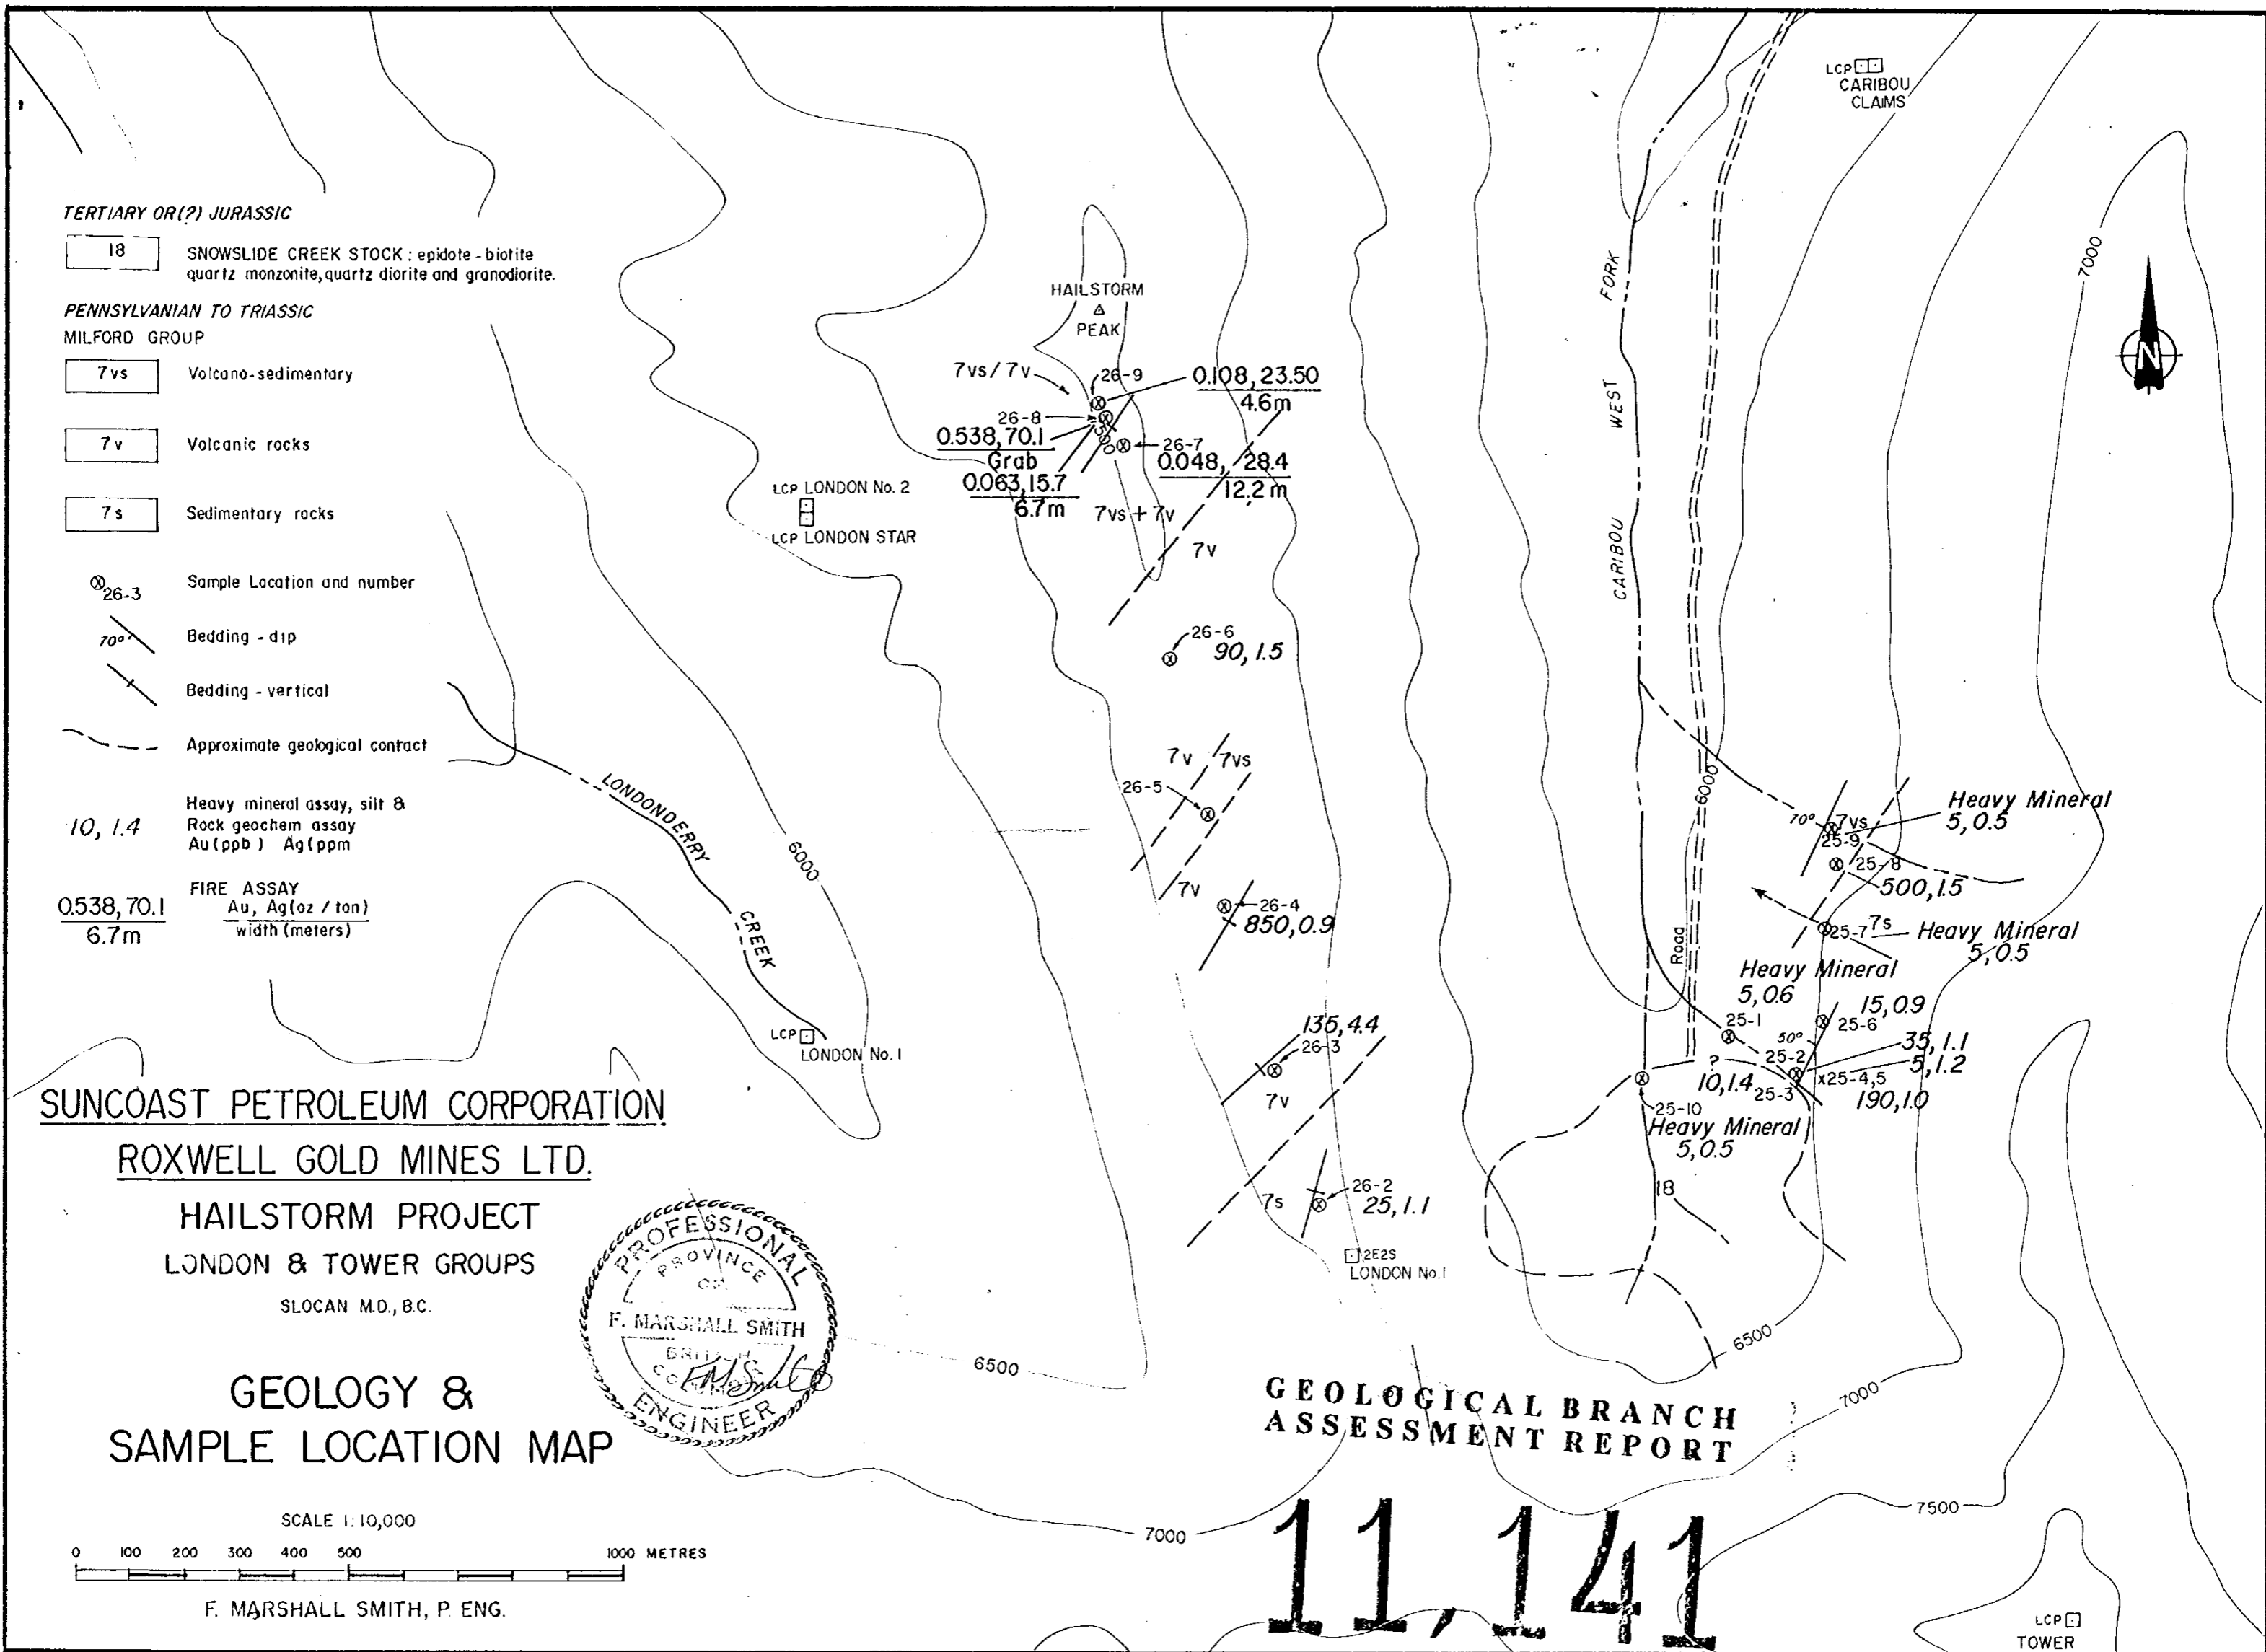 TERTIARY OR(?) JURASSIC
18
SNOWSLIDE CREEK STOCK : epidote - biotite
quartz monzonite, quartz diorite and granodiorite.
PENNSYLVANIAN TO TRIASSIC
MILFORD GROUP
7vs
Volcano-sedimentary
7v
Volcanic rocks
7s
Sedimentary rocks
26-3
Sample Location and number
70°
Bedding - dip
Bedding - vertical
Approximate geological contact
10, 1.4
Heavy mineral assay, silt &
Rock geochem assay
Au(ppb) Ag(ppm
0.538,70.1
6.7m
FIRE ASSAY
Au, Ag(oz / ton)
width (meters)
SUNCOAST PETROLEUM CORPORATION
ROXWELL GOLD MINES LTD.
HAILSTORM PROJECT
LONDON & TOWER GROUPS
SLOCAN M.D., B.C.
GEOLOGY &
SAMPLE LOCATION MAP
SCALE 1:10,000
0 100 200 300 400 500 1000 METRES
F. MARSHALL SMITH, P. ENG.
PROFESSIONAL
PROVINCE
OF
F. MARSHALL SMITH
BRITISH
ENGINEER
HAILSTORM
PEAK
7vs/7v
26-9
0.108,23.50
4.6m
26-8
0.538,70.1
Grab
0.063,15.7
6.7m
26-7
0.048, 28.4
12.2m
7vs+7v
7v
LCP LONDON No. 2
LCP LONDON STAR
26-6
90, 1.5
7v
7vs
26-5
7v
26-4
850,0.9
135,4.4
26-3
7v
7s
26-2
25,1.1
2E2S
LONDON No.1
LONDONDERRY
CREEK
6000
LCP
LONDON No. 1
6500
7000
LCP
CARIBOU
CLAIMS
CARIBOU WEST FORK
7000
N
6000
Road
70°
7vs
25-9
Heavy Mineral
5,0.5
25-8
500,1.5
25-7
7s
Heavy Mineral
5,0.5
Heavy Mineral
5,0.6
15,0.9
25-1
25-6
50°
25-2
35,1.1
5,1.2
?
10,1.4
25-3
x25-4,5
190,1.0
25-10
Heavy Mineral
5,0.5
18
6500
7000
7500
GEOLOGICAL BRANCH
ASSESSMENT REPORT
11,141
LCP
TOWER